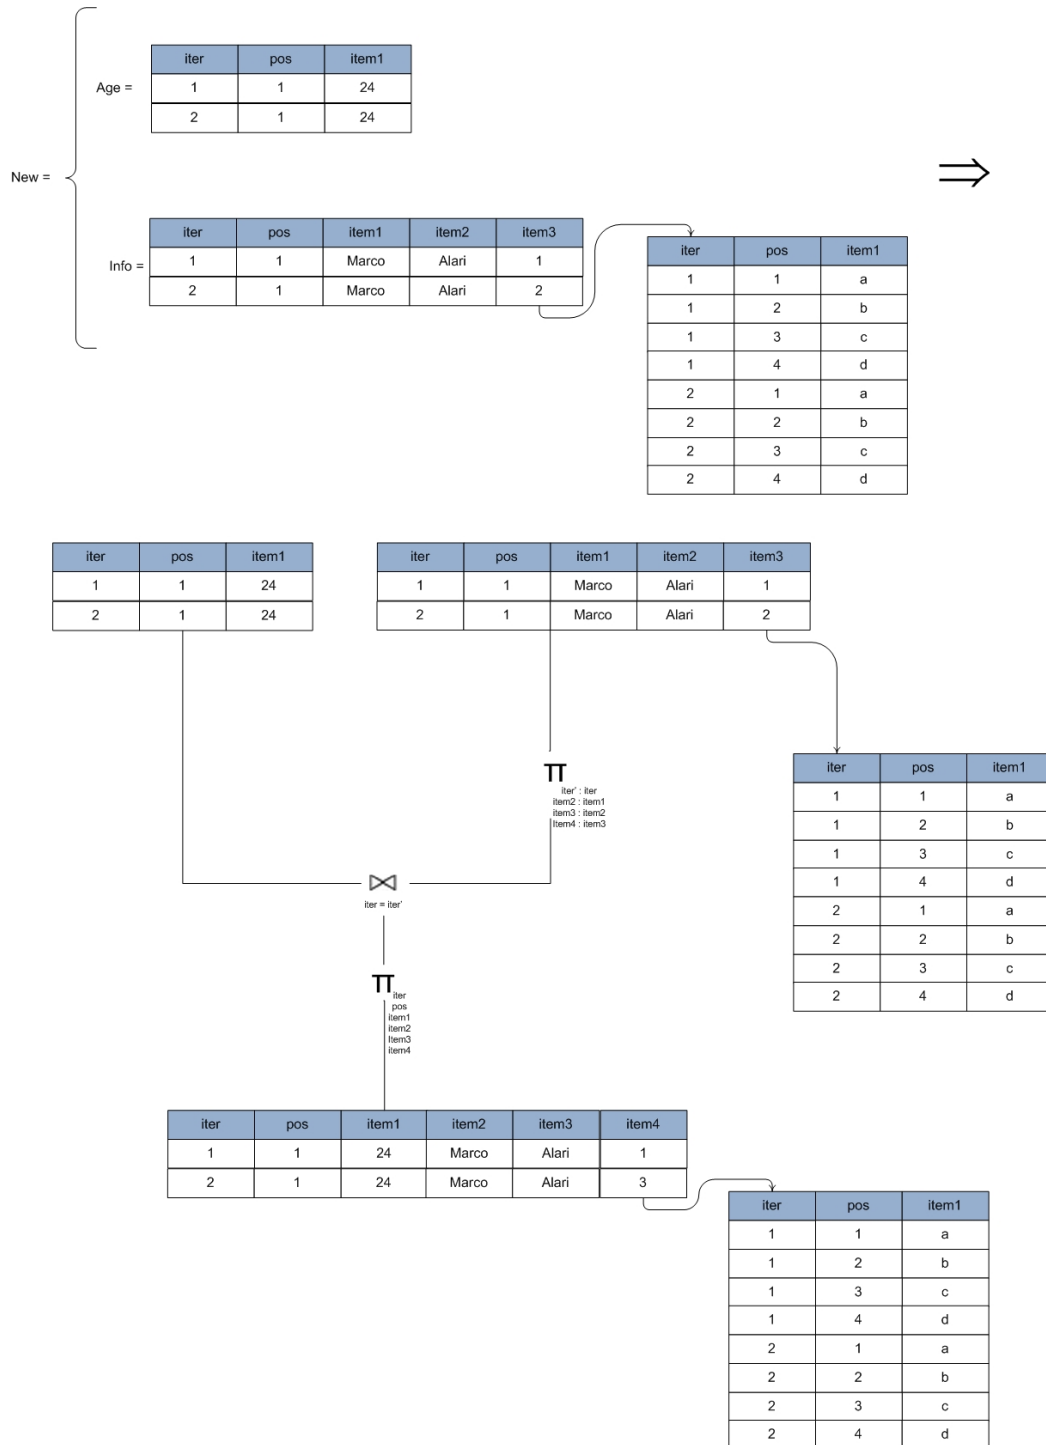 iter pos item1
Age = 1 1 24
2 1 24
New =
iter pos item1 item2 item3
Info = 1 1 Marco Alari 1
2 1 Marco Alari 2
iter pos item1
1 1 a
1 2 b
1 3 c
1 4 d
2 1 a
2 2 b
2 3 c
2 4 d
⇒
iter pos item1
1 1 24
2 1 24
iter pos item1 item2 item3
1 1 Marco Alari 1
2 1 Marco Alari 2
π
iter' : iter
item2 : item1
item3 : item2
Item4 : item3
iter pos item1
1 1 a
1 2 b
1 3 c
1 4 d
2 1 a
2 2 b
2 3 c
2 4 d
⋈
iter = iter'
π
iter
pos
item1
item2
Item3
item4
iter pos item1 item2 item3 item4
1 1 24 Marco Alari 1
2 1 24 Marco Alari 3
iter pos item1
1 1 a
1 2 b
1 3 c
1 4 d
2 1 a
2 2 b
2 3 c
2 4 d